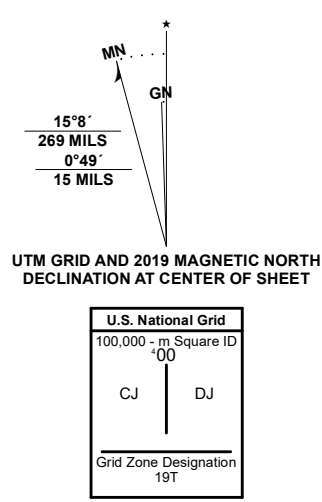 ★
MN
GN
15°8´
269 MILS
0°49´
15 MILS
UTM GRID AND 2019 MAGNETIC NORTH
DECLINATION AT CENTER OF SHEET
U.S. National Grid
100,000 - m Square ID
⁴00
CJ DJ
Grid Zone Designation
19T